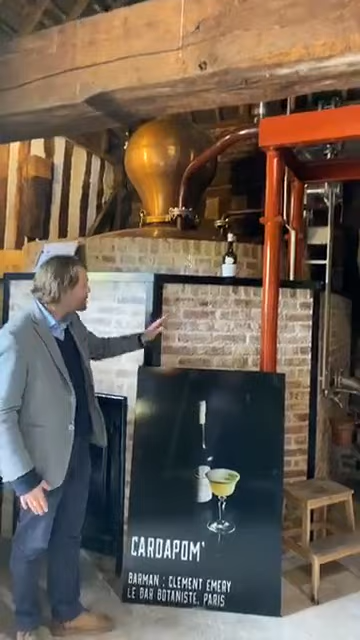 CARDAPOM'
BARMAN : CLEMENT EMERY
LE BAR BOTANISTE, PARIS